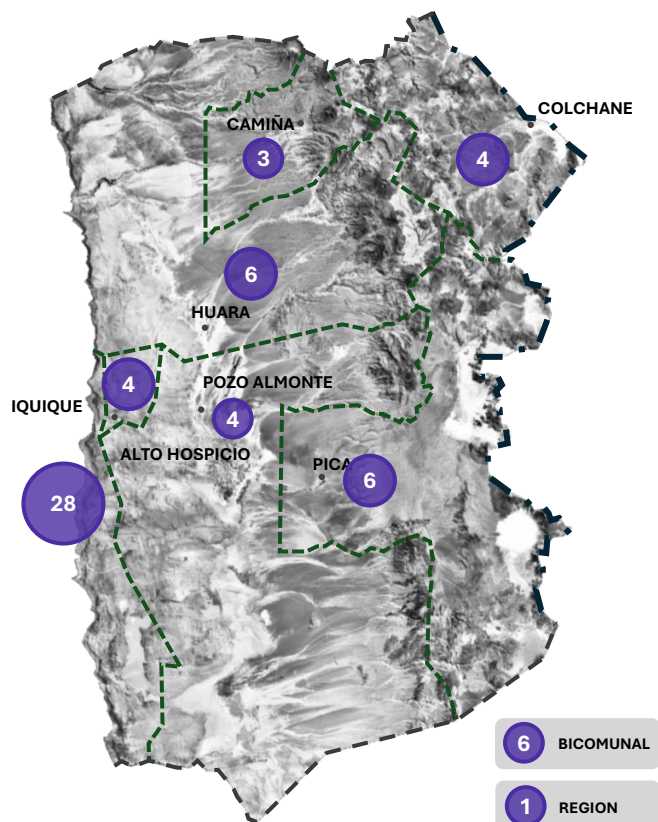 COLCHANE
CAMIÑA
3
4
6
HUARA
4
POZO ALMONTE
IQUIQUE
4
ALTO HOSPICIO
PICA
6
28
6 BICOMUNAL
1 REGION